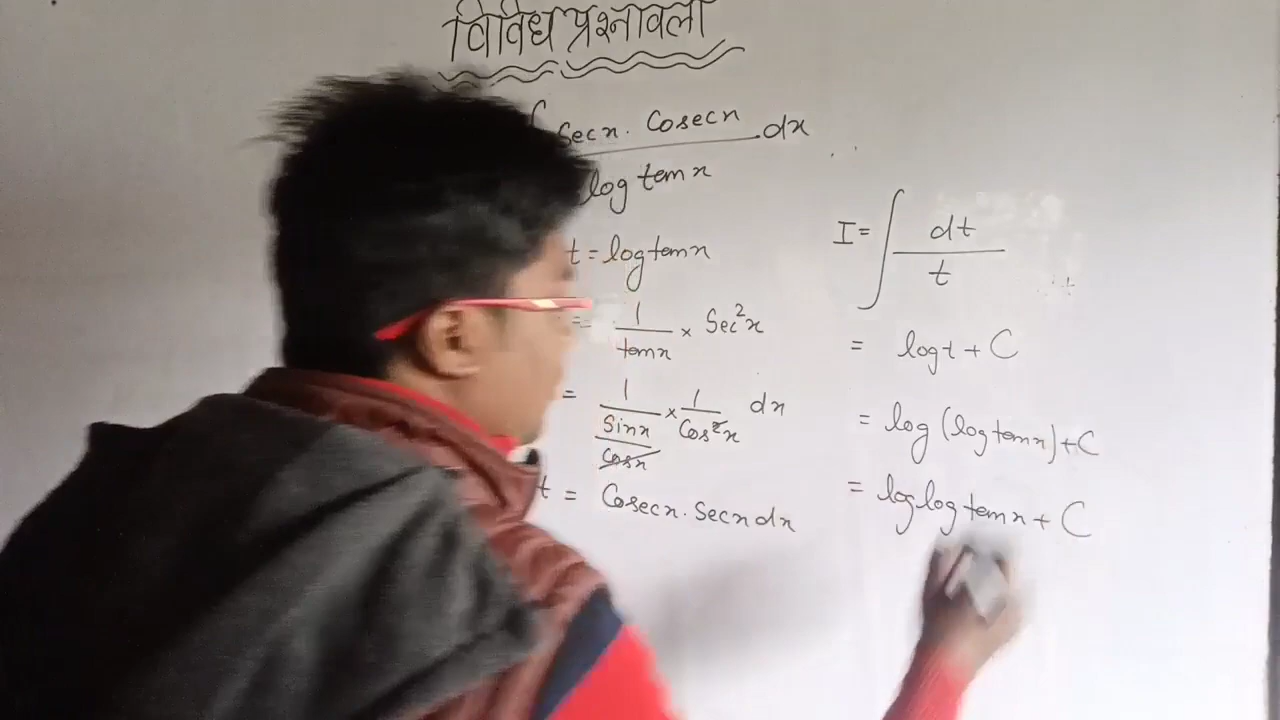 विविध प्रश्नावली
∫ Secx. Cosecx / log tanx dx
t = log tanx
= 1/tanx × Sec²x
= 1/(Sinx/Cosx) × 1/Cos²x dx
t = Cosecx. Secx dx
I = ∫ dt/t
= log t + C
= log (log tanx) + C
= log log tanx + C